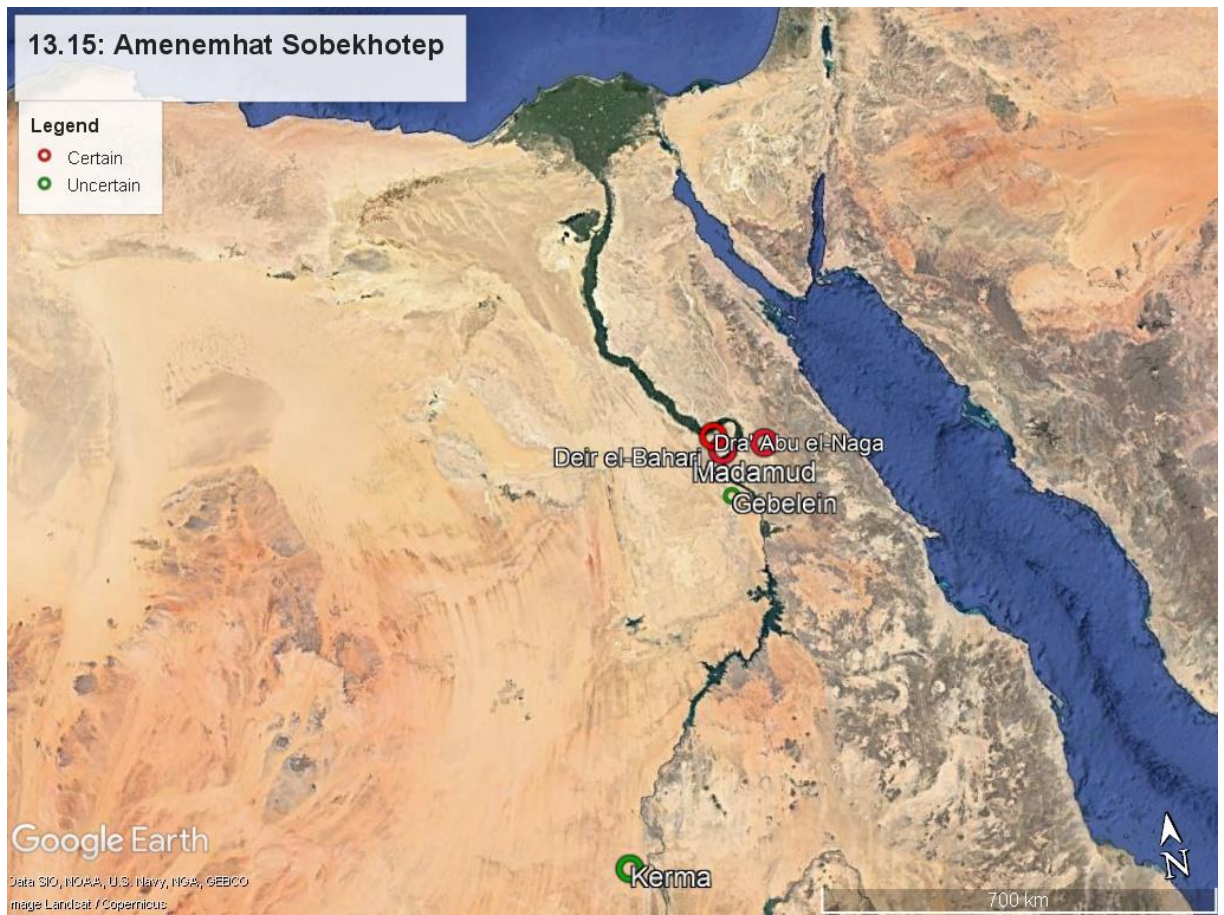 13.15: Amenemhat Sobekhotep
Legend
Certain
Uncertain
Dra' Abu el-Naga
Deir el-Bahari
Madamud
Gebelein
Kerma
Google Earth
Data SIO, NOAA, U.S. Navy, NGA, GEBCO
Image Landsat / Copernicus
N
700 km